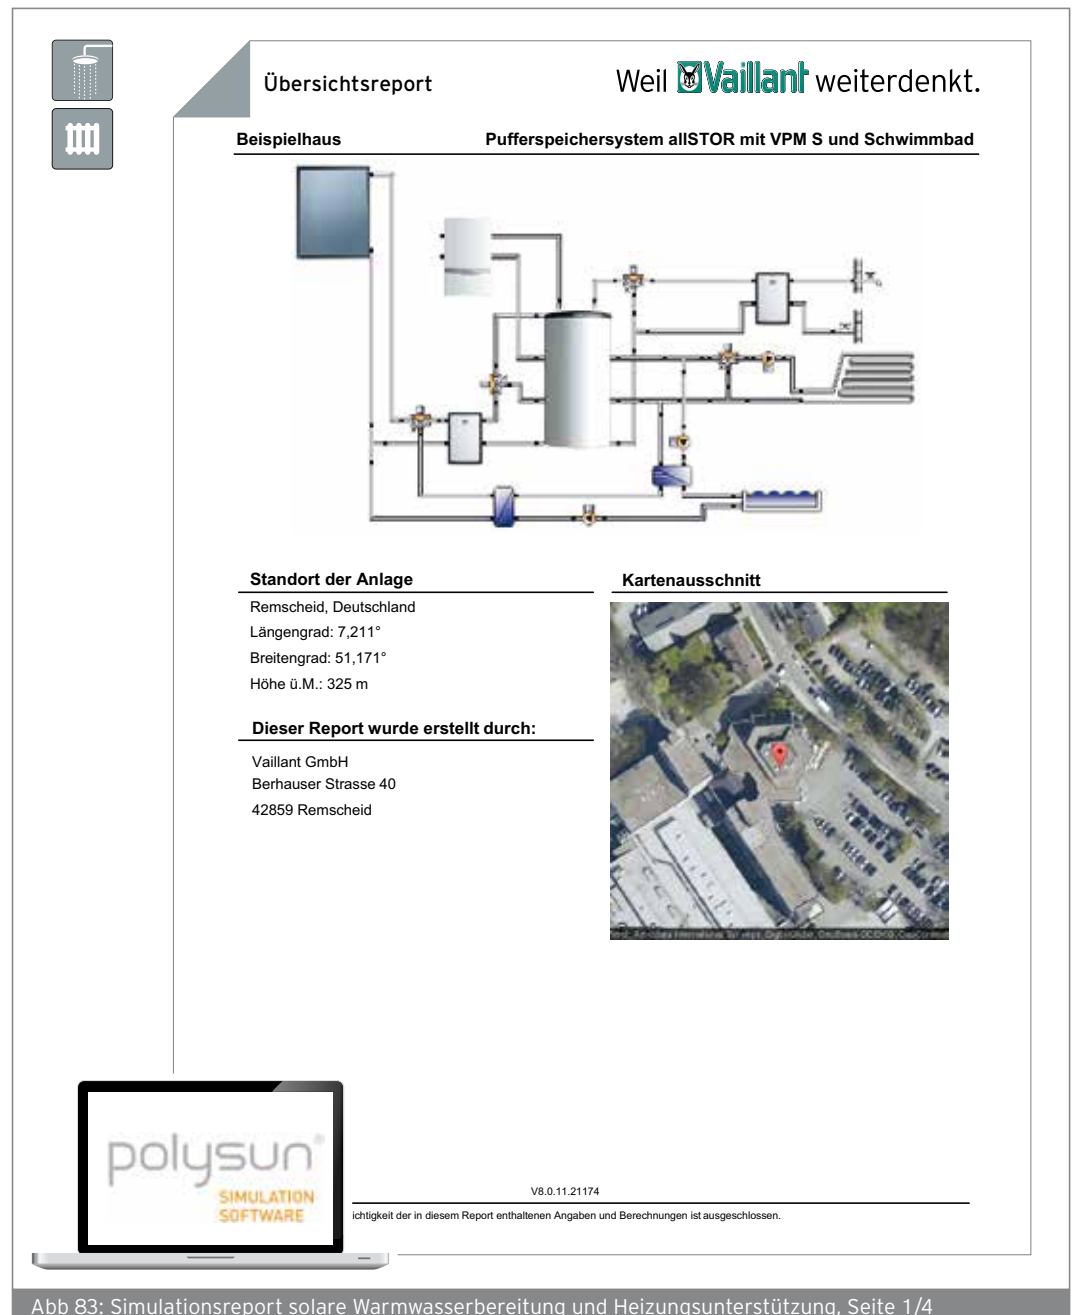 Übersichtsreport
Weil Vaillant weiterdenkt.
Beispielhaus Pufferspeichersystem allSTOR mit VPM S und Schwimmbad
Standort der Anlage
Remscheid, Deutschland
Längengrad: 7,211°
Breitengrad: 51,171°
Höhe ü.M.: 325 m
Dieser Report wurde erstellt durch:
Vaillant GmbH
Berhauser Strasse 40
42859 Remscheid
Kartenausschnitt
polysun®
SIMULATION
SOFTWARE
V8.0.11.21174
ichtigkeit der in diesem Report enthaltenen Angaben und Berechnungen ist ausgeschlossen.
Abb 83: Simulationsreport solare Warmwasserbereitung und Heizungsunterstützung, Seite 1/4